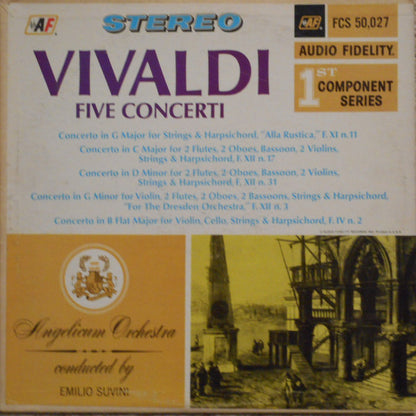 AF
STEREO
AF
FCS 50,027
AUDIO FIDELITY®
1ST
COMPONENT
SERIES
VIVALDI
FIVE CONCERTI
Concerto in G Major for Strings & Harpsichord, "Alla Rustica," F. XI n. 11
Concerto in C Major for 2 Flutes, 2 Oboes, Bassoon, 2 Violins,
Strings & Harpsichord, F. XII n. 17
Concerto in D Minor for 2 Flutes, 2 Oboes, Bassoon, 2 Violins,
Strings & Harpsichord, F. XII n. 31
Concerto in G Minor for Violin, 2 Flutes, 2 Oboes, 2 Bassoons, Strings & Harpsichord,
"For The Dresden Orchestra," F. XII n. 3
Concerto in B Flat Major for Violin, Cello, Strings & Harpsichord, F. IV n. 2
Angelicum Orchestra
conducted by
EMILIO SUVINI